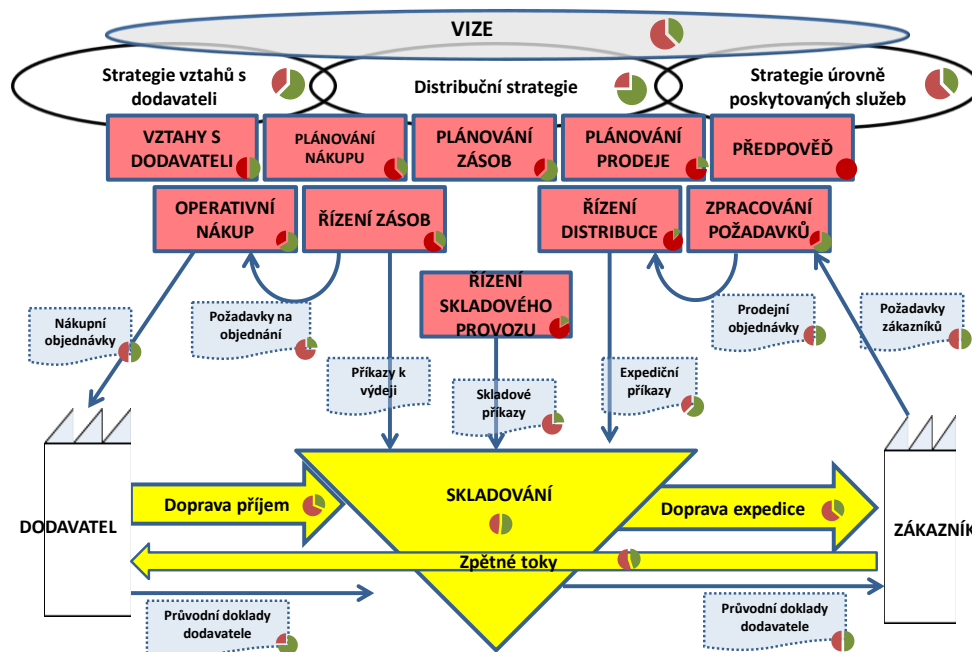 VIZE
Strategie vztahů s
dodavateli
Distribuční strategie
Strategie úrovně
poskytovaných služeb
VZTAHY S
DODAVATELI
PLÁNOVÁNÍ
NÁKUPU
PLÁNOVÁNÍ
ZÁSOB
PLÁNOVÁNÍ
PRODEJE
PŘEDPOVĚĎ
OPERATIVNÍ
NÁKUP
ŘÍZENÍ ZÁSOB
ŘÍZENÍ
DISTRIBUCE
ZPRACOVÁNÍ
POŽADAVKŮ
ŘÍZENÍ
SKLADOVÉHO
PROVOZU
Nákupní
objednávky
Požadavky na
objednání
Prodejní
objednávky
Požadavky
zákazníků
Příkazy k
výdeji
Skladové
příkazy
Expediční
příkazy
DODAVATEL
Doprava příjem
SKLADOVÁNÍ
Doprava expedice
ZÁKAZNÍK
Zpětné toky
Průvodní doklady
dodavatele
Průvodní doklady
dodavatele